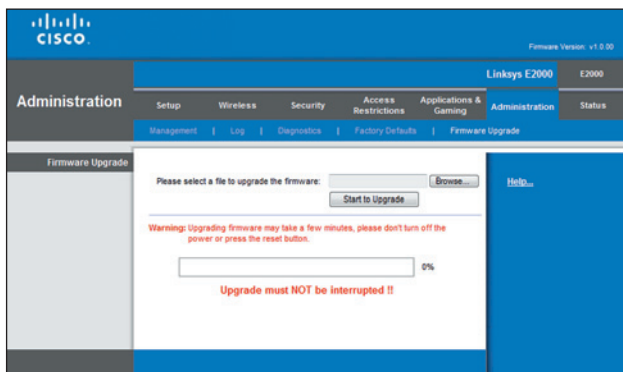 CISCO.
Firmware Version: v1.0.00
Linksys E2000
E2000
Administration
Setup
Wireless
Security
Access Restrictions
Applications & Gaming
Administration
Status
Management | Log | Diagnostics | Factory Defaults | Firmware Upgrade
Firmware Upgrade
Please select a file to upgrade the firmware:
Browse...
Start to Upgrade
Help...
Warning: Upgrading firmware may take a few minutes, please don't turn off the
power or press the reset button.
0%
Upgrade must NOT be interrupted !!